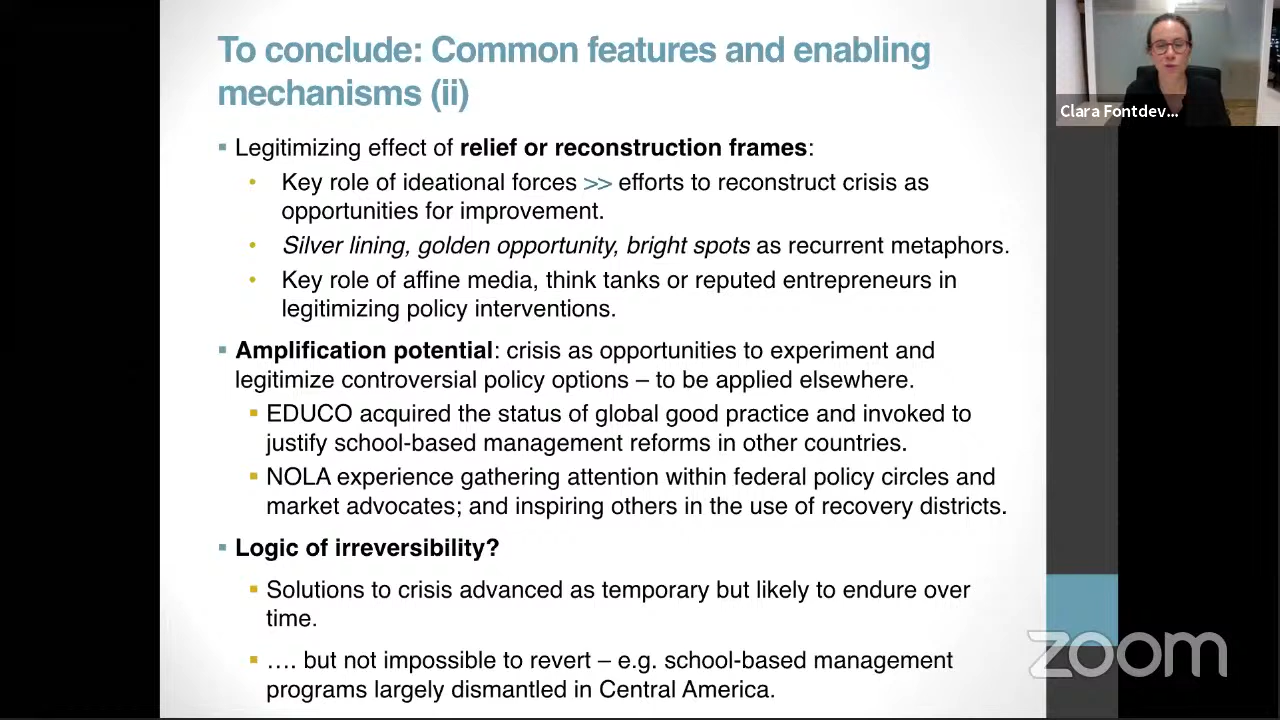 To conclude: Common features and enabling
mechanisms (ii)
▪ Legitimizing effect of relief or reconstruction frames:
• Key role of ideational forces >> efforts to reconstruct crisis as
opportunities for improvement.
• Silver lining, golden opportunity, bright spots as recurrent metaphors.
• Key role of affine media, think tanks or reputed entrepreneurs in
legitimizing policy interventions.
▪ Amplification potential: crisis as opportunities to experiment and
legitimize controversial policy options – to be applied elsewhere.
▪ EDUCO acquired the status of global good practice and invoked to
justify school-based management reforms in other countries.
▪ NOLA experience gathering attention within federal policy circles and
market advocates; and inspiring others in the use of recovery districts.
▪ Logic of irreversibility?
▪ Solutions to crisis advanced as temporary but likely to endure over
time.
▪ …. but not impossible to revert – e.g. school-based management
programs largely dismantled in Central America.
Clara Fontdev...
zoom